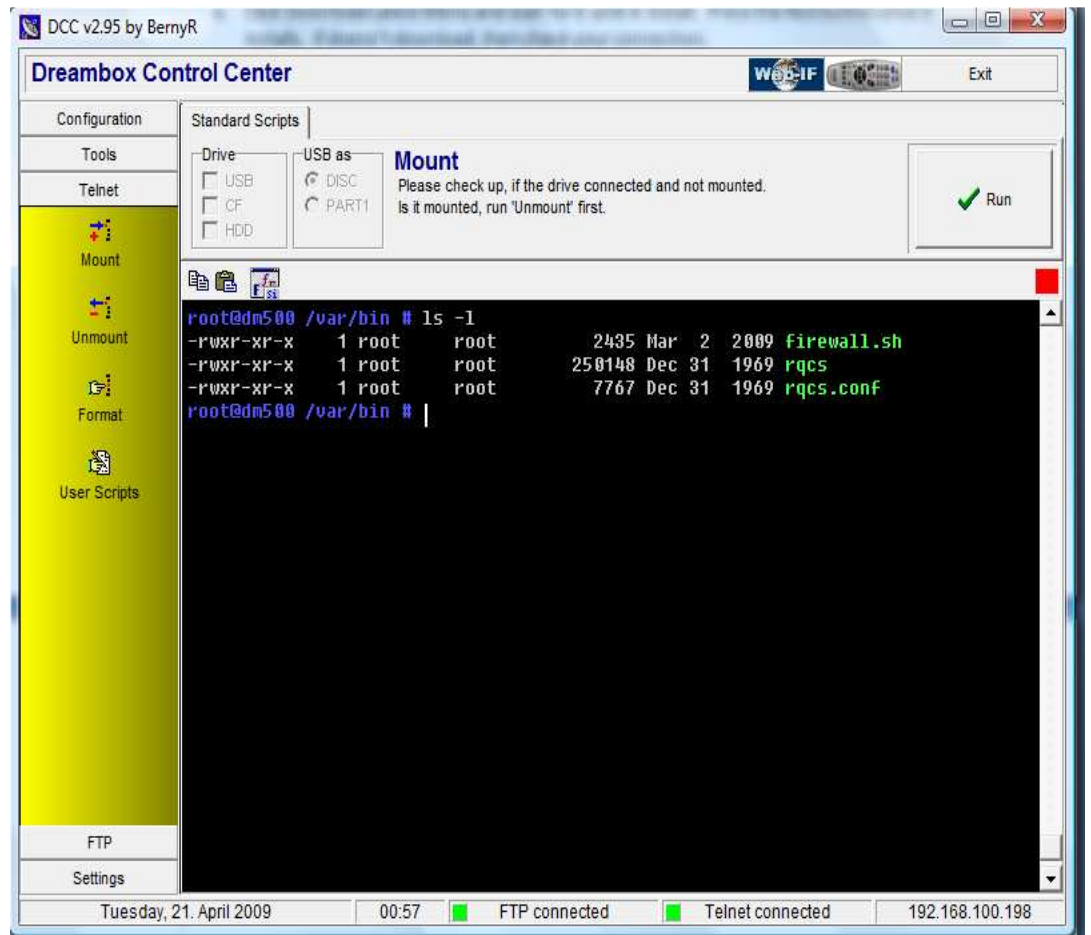 DCC v2.95 by BernyR
Dreambox Control Center
Web-IF
Exit
Configuration
Tools
Telnet
Mount
Unmount
Format
User Scripts
FTP
Settings
Standard Scripts
Drive
USB
CF
HDD
USB as
DISC
PART1
Mount
Please check up, if the drive connected and not mounted.
Is it mounted, run 'Unmount' first.
Run
root@dm500 /var/bin # ls -l
-rwxr-xr-x 1 root root 2435 Mar 2 2009 firewall.sh
-rwxr-xr-x 1 root root 250148 Dec 31 1969 rqcs
-rwxr-xr-x 1 root root 7767 Dec 31 1969 rqcs.conf
root@dm500 /var/bin #
Tuesday, 21. April 2009
00:57
FTP connected
Telnet connected
192.168.100.198